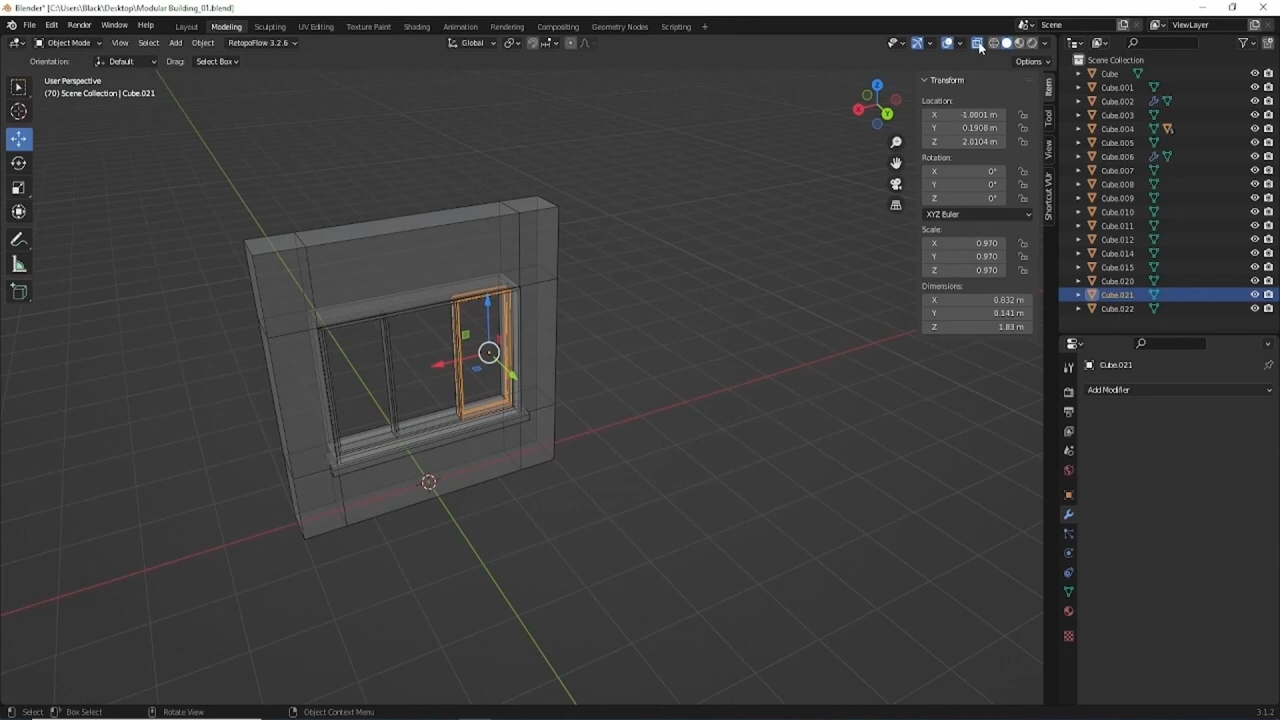 Blender* [C:\Users\Black\Desktop\Modular Building_01.blend]
File Edit Render Window Help Layout Modeling Sculpting UV Editing Texture Paint Shading Animation Rendering Compositing Geometry Nodes Scripting + Scene ViewLayer
Object Mode View Select Add Object RetopoFlow 3.2.6 Global
Orientation: Default Drag: Select Box Options
User Perspective
(70) Scene Collection | Cube.021
Z
X
Y
Transform
Location:
X -1.0001 m
Y 0.1908 m
Z 2.0104 m
Rotation:
X 0°
Y 0°
Z 0°
XYZ Euler
Scale:
X 0.970
Y 0.970
Z 0.970
Dimensions:
X 0.832 m
Y 0.141 m
Z 1.83 m
Item
Tool
View
Shortcut VUr
Scene Collection
Cube
Cube.001
Cube.002
Cube.003
Cube.004
Cube.005
Cube.006
Cube.007
Cube.008
Cube.009
Cube.010
Cube.011
Cube.012
Cube.014
Cube.015
Cube.020
Cube.021
Cube.022
Cube.021
Add Modifier
Select Box Select Rotate View Object Context Menu 3.1.2